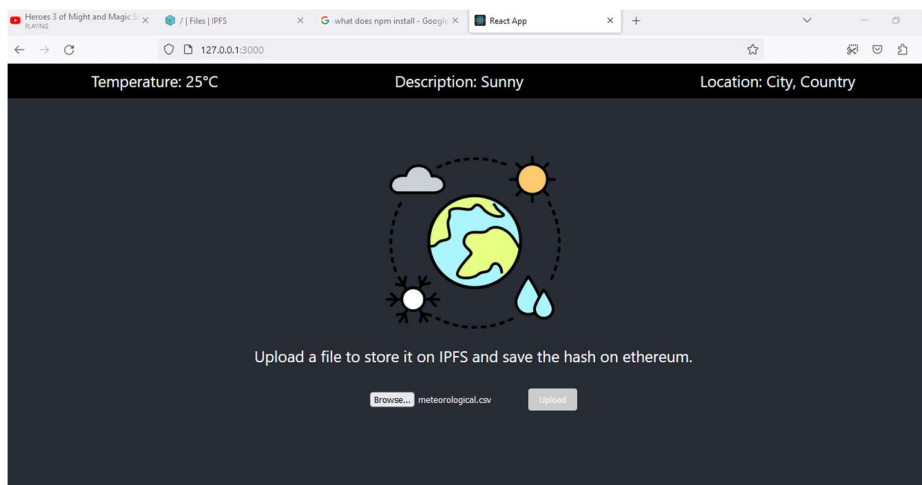 Heroes 3 of Might and Magic
PLAYING
/ | Files | IPFS
what does npm install - Google
React App
127.0.0.1:3000
Temperature: 25°C
Description: Sunny
Location: City, Country
Upload a file to store it on IPFS and save the hash on ethereum.
Browse... meteorological.csv
Upload